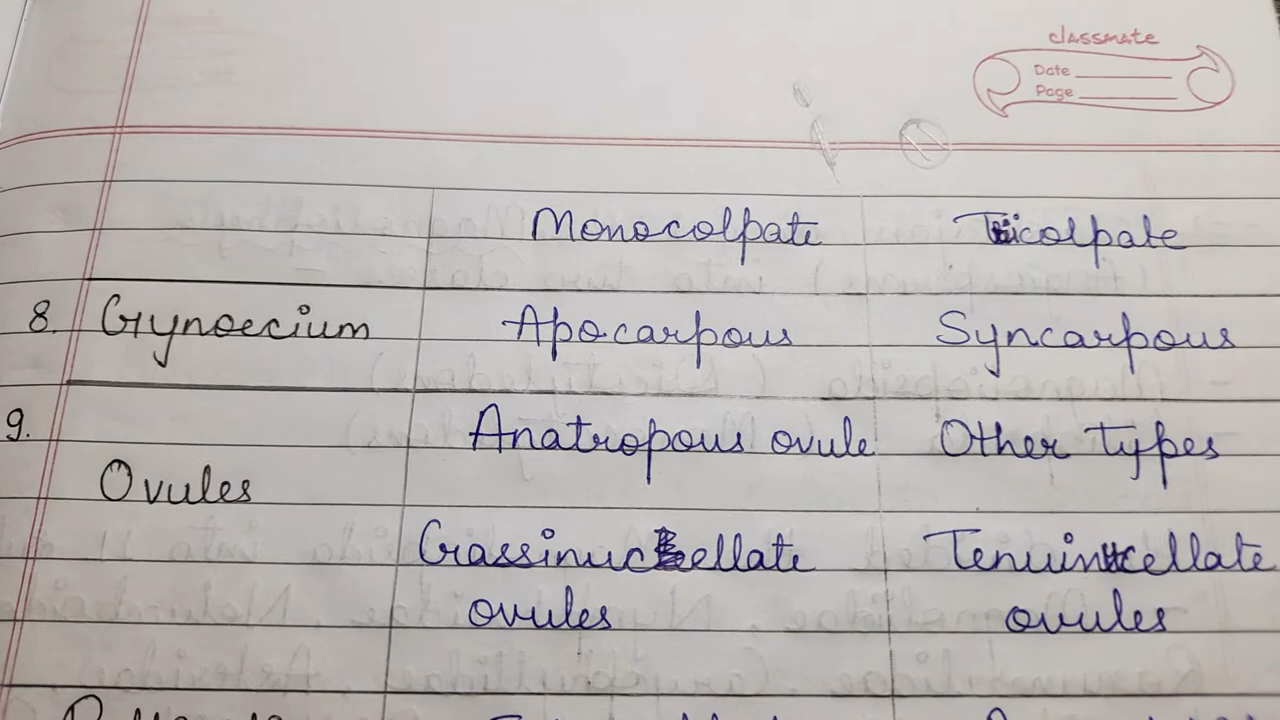 classmate
Date
Page
Monocolpate Tricolpate
8. Gynoecium Apocarpous Syncarpous
9. Anatropous ovule Other types
Ovules
Crassinucellate Tenuinucellate
ovules ovules